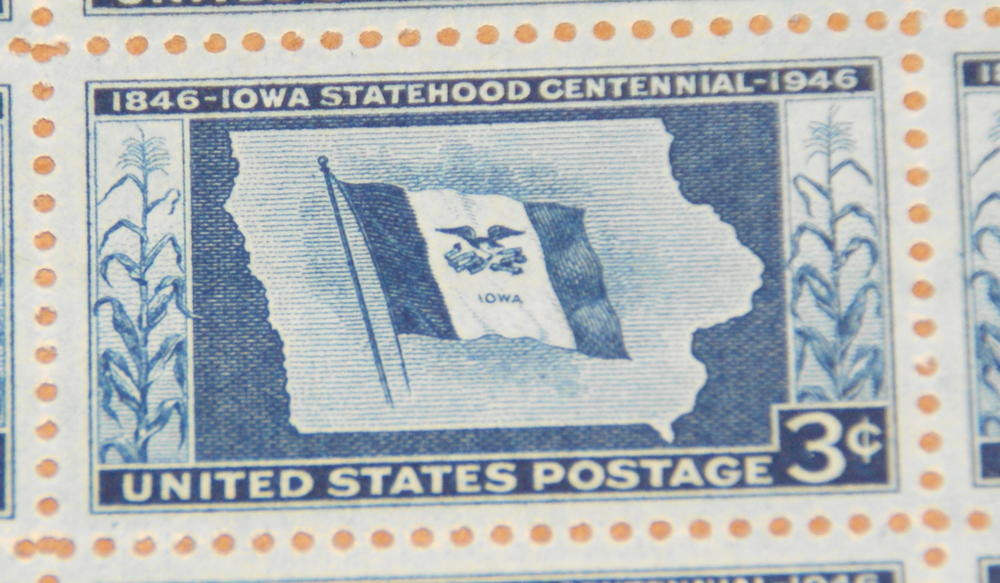 1846-IOWA STATEHOOD CENTENNIAL-1946
IOWA
3¢
UNITED STATES POSTAGE